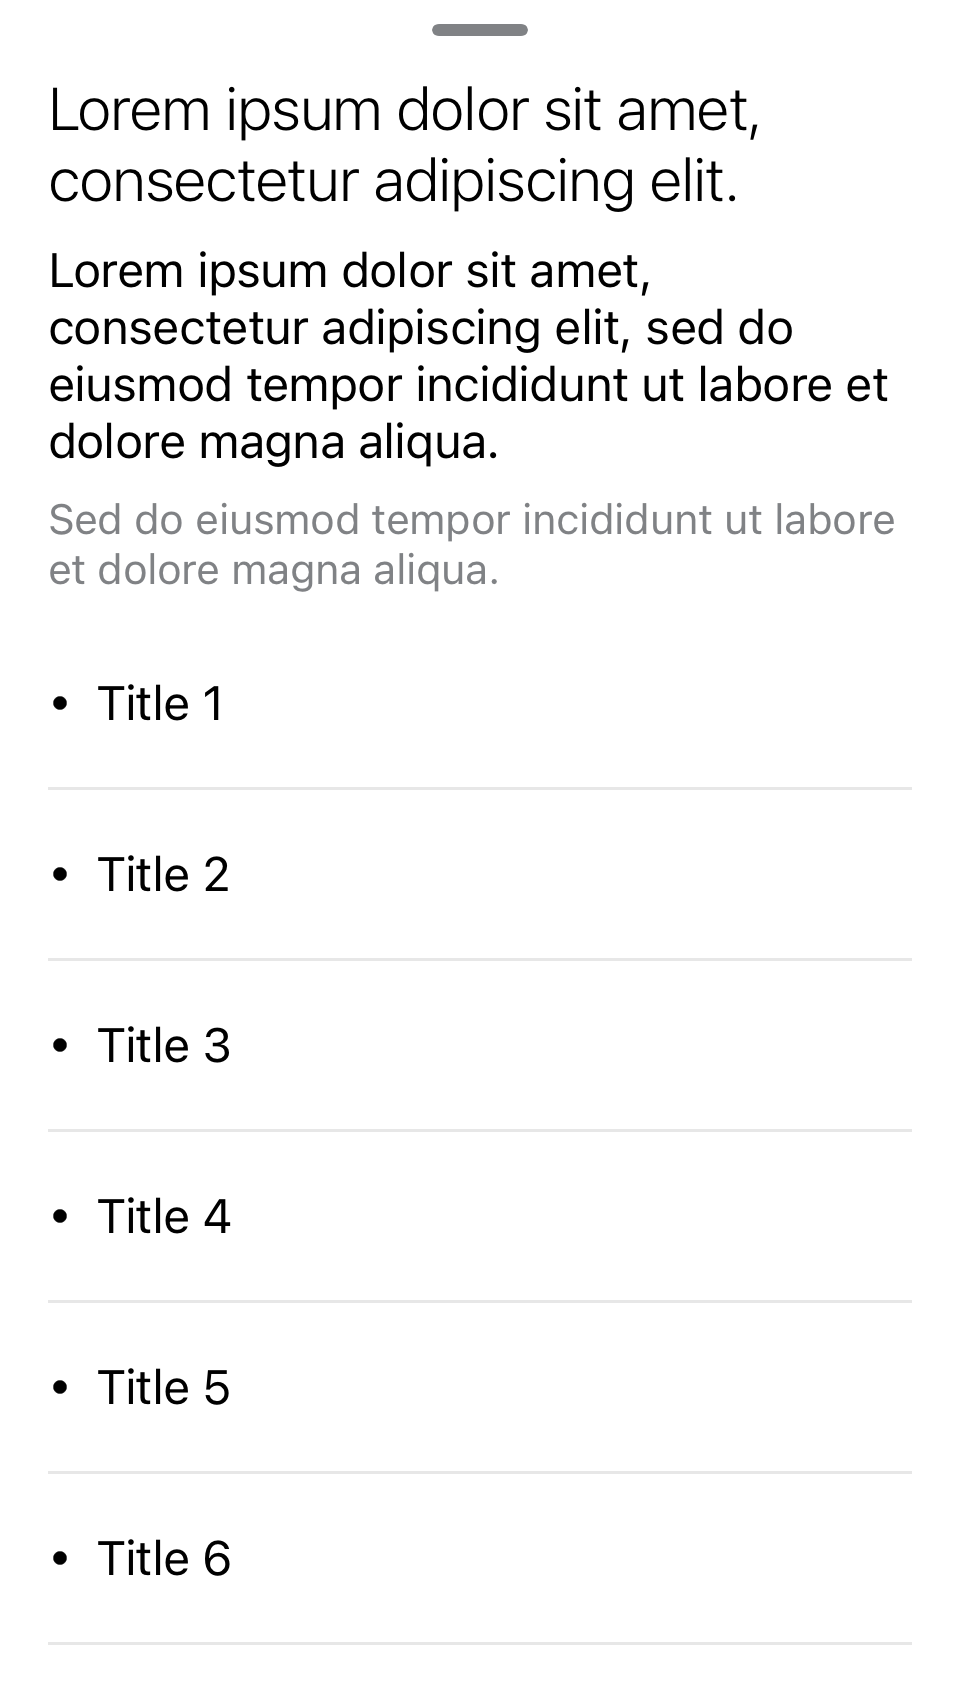 Lorem ipsum dolor sit amet,
consectetur adipiscing elit.
Lorem ipsum dolor sit amet,
consectetur adipiscing elit, sed do
eiusmod tempor incididunt ut labore et
dolore magna aliqua.
Sed do eiusmod tempor incididunt ut labore
et dolore magna aliqua.
• Title 1
• Title 2
• Title 3
• Title 4
• Title 5
• Title 6